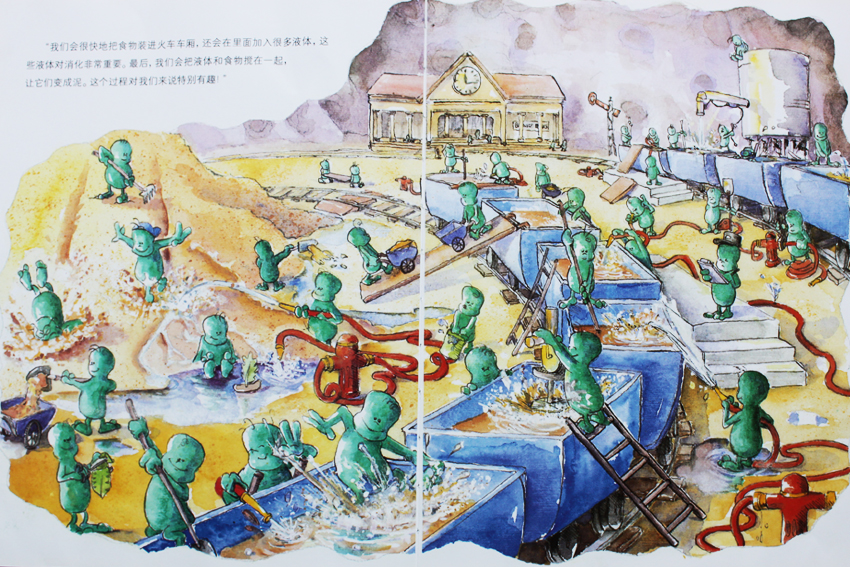 “我们会很快地把食物装进火车车厢，还会在里面加入很多液体，这
些液体对消化非常重要。最后，我们会把液体和食物搅在一起，
让它们变成泥。这个过程对我们来说特别有趣！”